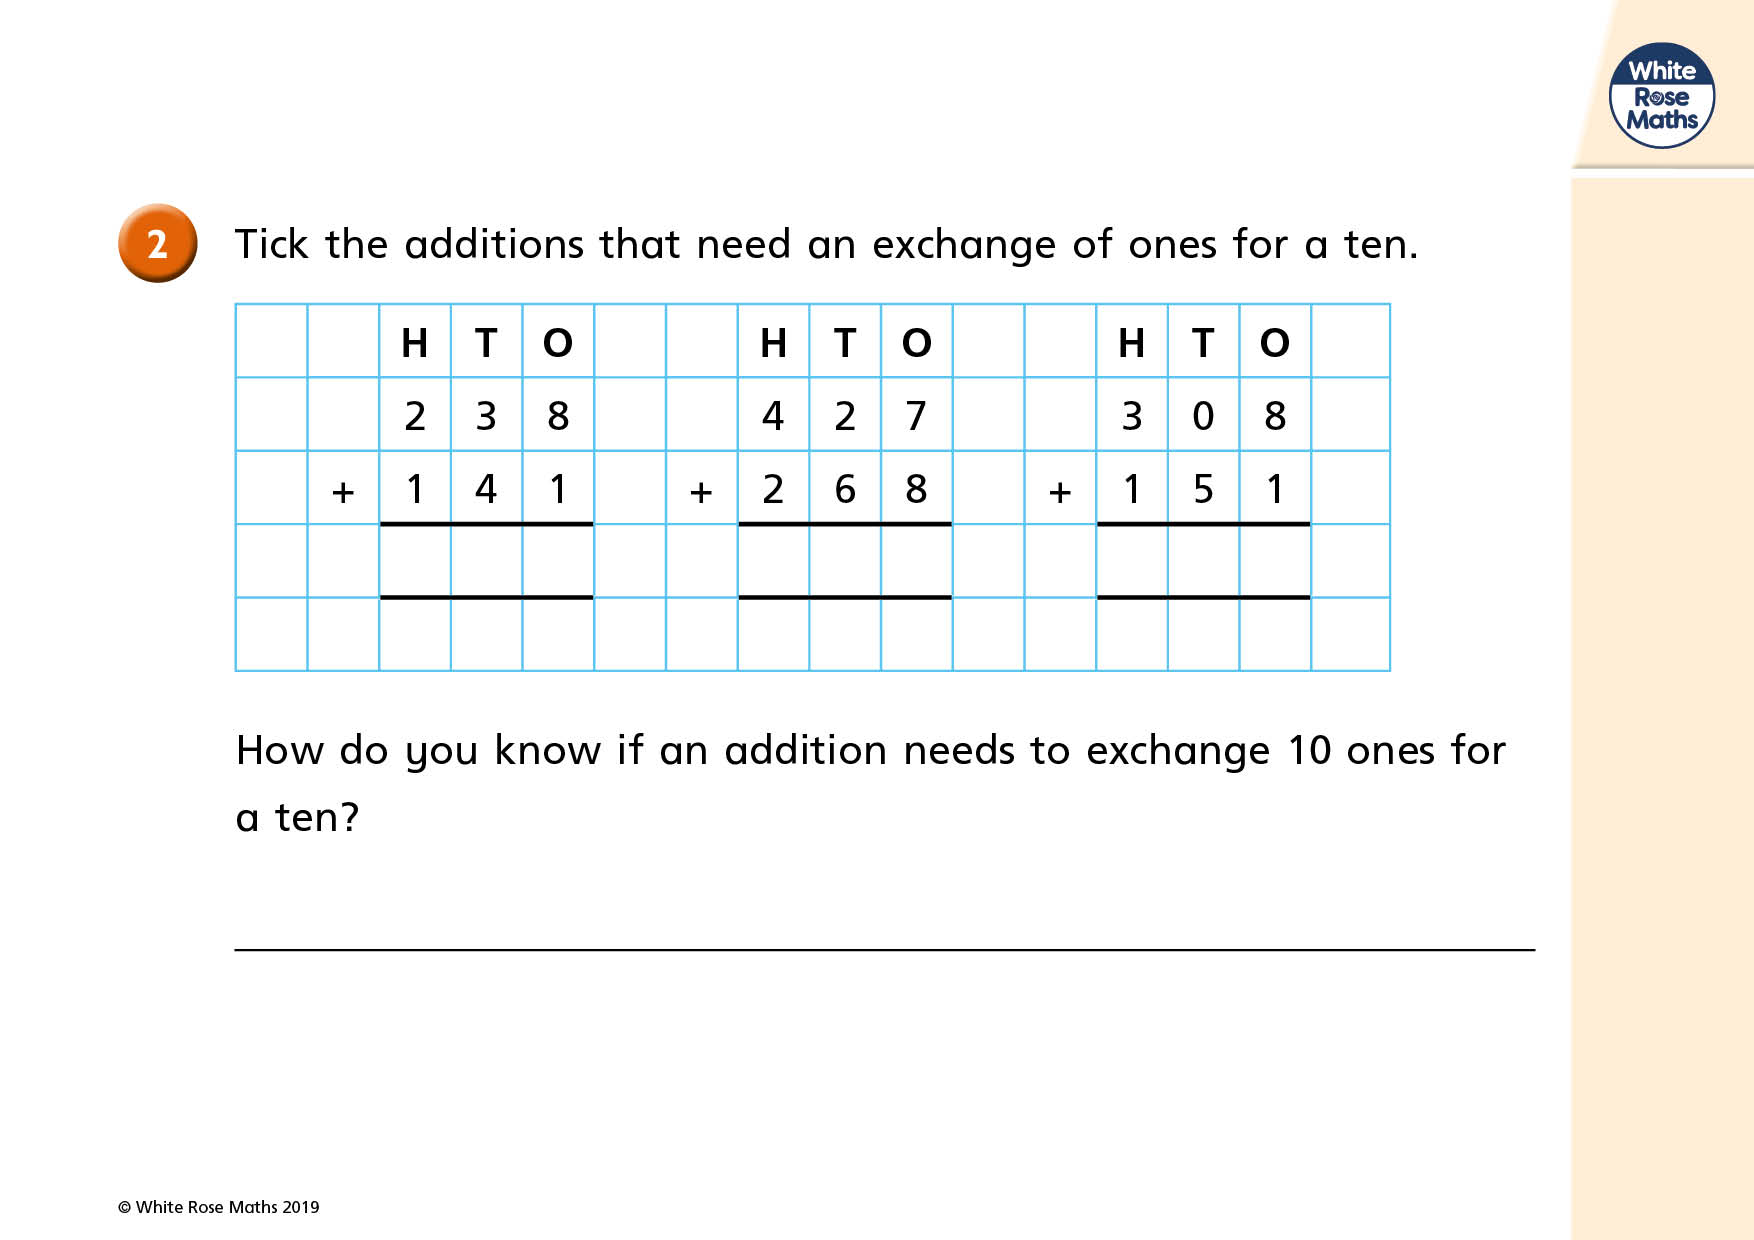 White
Rose
Maths
2 Tick the additions that need an exchange of ones for a ten.
H T O H T O H T O
2 3 8 4 2 7 3 0 8
+ 1 4 1 + 2 6 8 + 1 5 1
How do you know if an addition needs to exchange 10 ones for
a ten?
© White Rose Maths 2019